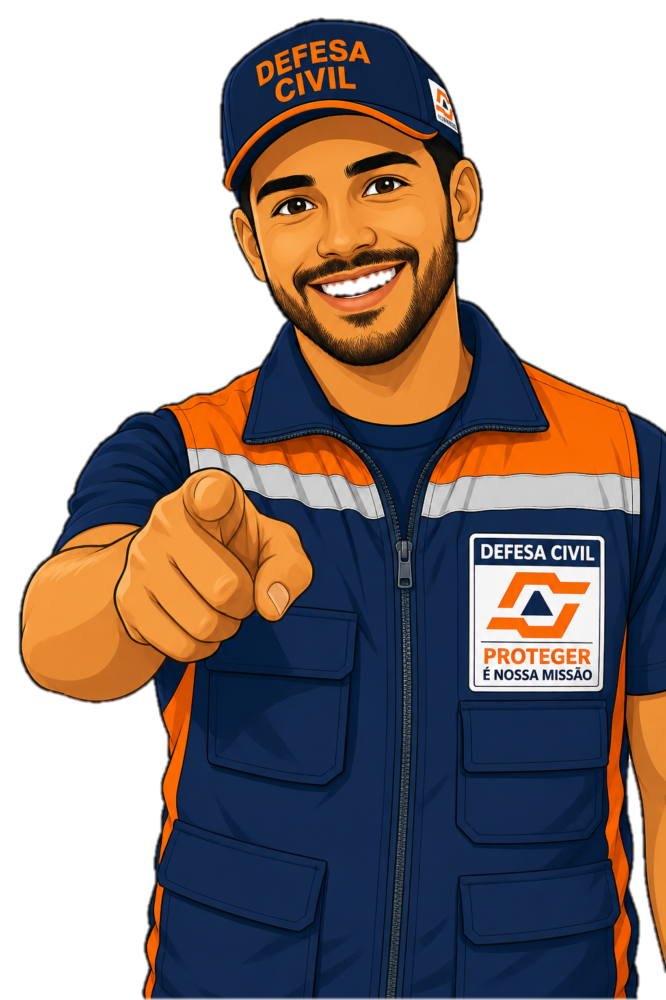 DEFESA
CIVIL
DEFESA CIVIL
PROTEGER
É NOSSA MISSÃO